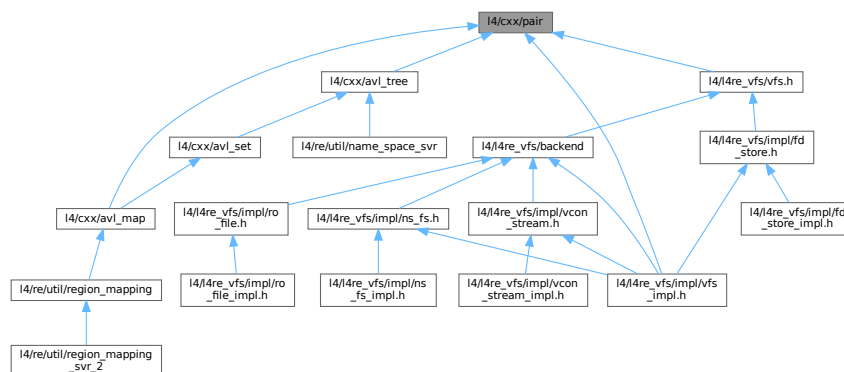 l4/cxx/pair
l4/cxx/avl_tree
l4/l4re_vfs/vfs.h
l4/cxx/avl_set
l4/re/util/name_space_svr
l4/l4re_vfs/backend
l4/l4re_vfs/impl/fd
_store.h
l4/cxx/avl_map
l4/l4re_vfs/impl/ro
_file.h
l4/l4re_vfs/impl/ns_fs.h
l4/l4re_vfs/impl/vcon
_stream.h
l4/l4re_vfs/impl/fd
_store_impl.h
l4/re/util/region_mapping
l4/l4re_vfs/impl/ro
_file_impl.h
l4/l4re_vfs/impl/ns
_fs_impl.h
l4/l4re_vfs/impl/vcon
_stream_impl.h
l4/l4re_vfs/impl/vfs
_impl.h
l4/re/util/region_mapping
_svr_2